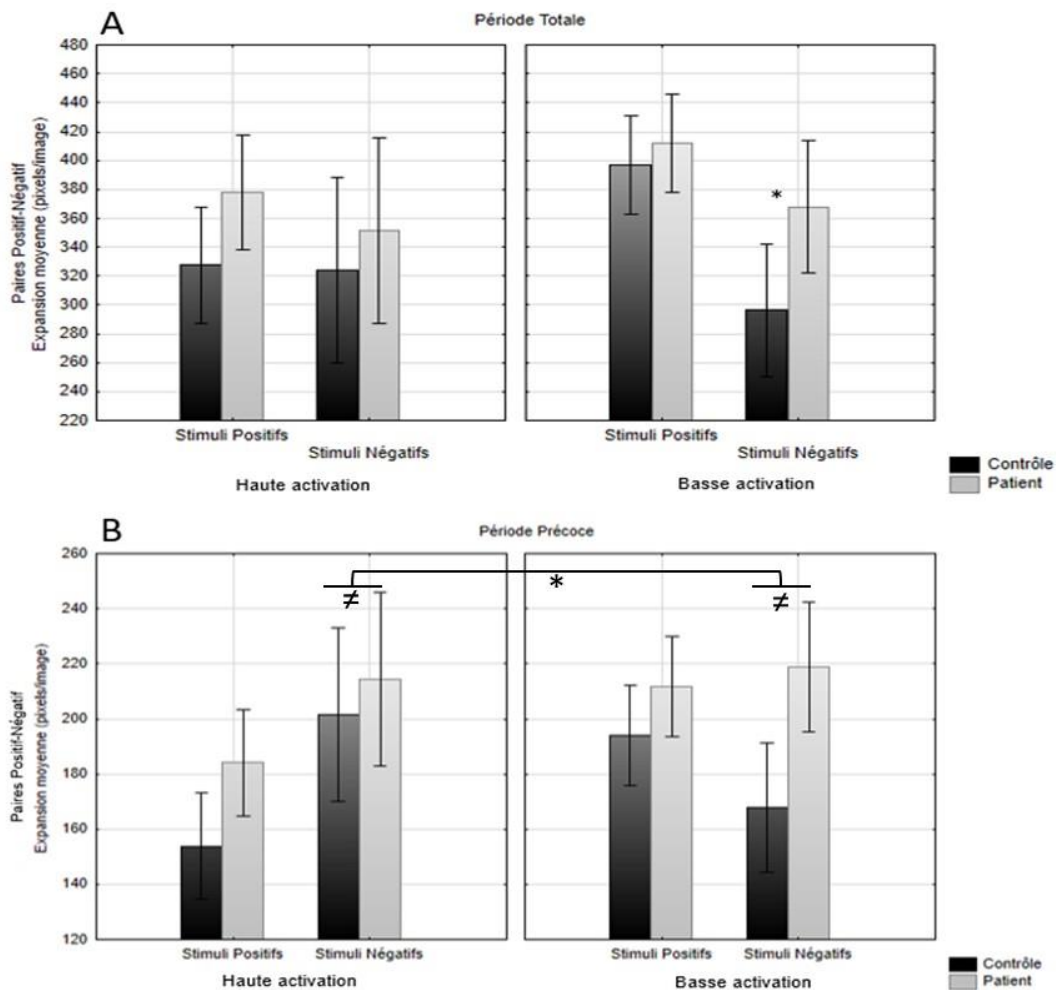 A
Période Totale
Paires Positif-Négatif
Expansion moyenne (pixels/image)
480
460
440
420
400
380
360
340
320
300
280
260
240
220
*
Stimuli Positifs
Stimuli Négatifs
Stimuli Positifs
Stimuli Négatifs
Haute activation
Basse activation
Contrôle
Patient
B
Période Précoce
Paires Positif-Négatif
Expansion moyenne (pixels/image)
260
240
220
200
180
160
140
120
≠
*
≠
Stimuli Positifs
Stimuli Négatifs
Stimuli Positifs
Stimuli Négatifs
Haute activation
Basse activation
Contrôle
Patient